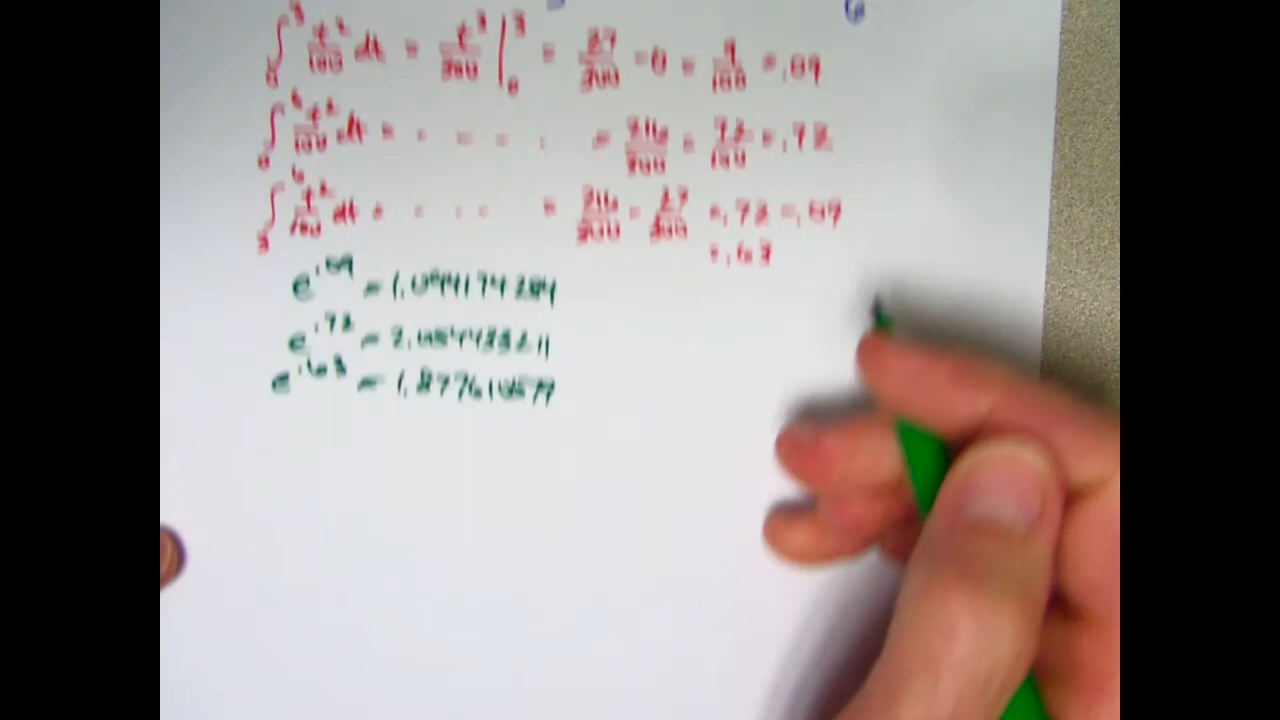 6
∫₀³ t²/100 dt = t³/300 |₀³ = 27/300 - 0 = 9/100 = .09
∫₀⁶ t²/100 dt = . . . . . = 216/300 = 72/100 = .72
∫₃⁶ t²/100 dt = . . . . = 216/300 - 27/300 = .72 - .09
= .63
e^.09 = 1.094174284
e^.72 = 2.054433211
e^.63 = 1.877610579